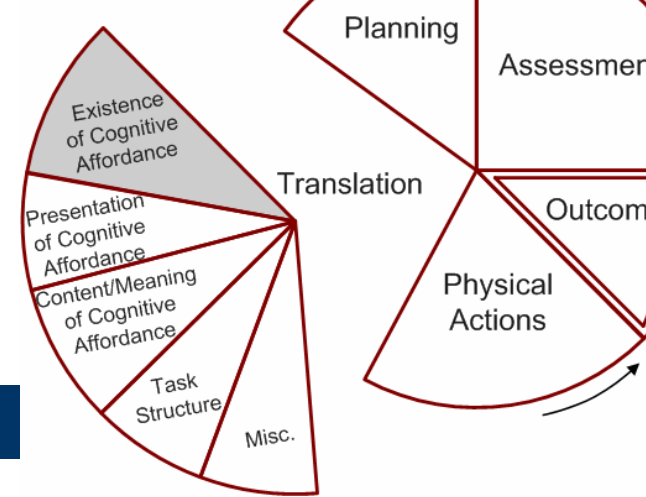 Planning
Assessmen
Existence
of Cognitive
Affordance
Translation
Presentation
of Cognitive
Affordance
Outcom
Content/Meaning
of Cognitive
Affordance
Physical
Actions
Task
Structure
Misc.